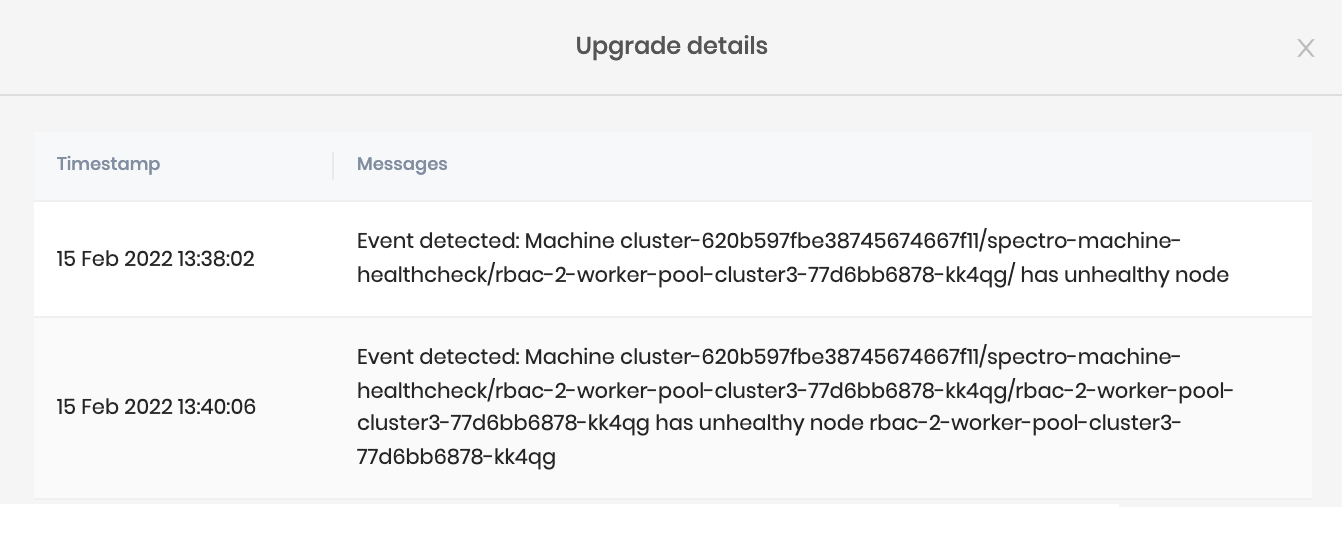 Upgrade details
X
Timestamp
Messages
15 Feb 2022 13:38:02
Event detected: Machine cluster-620b597fbe38745674667f11/spectro-machine-
healthcheck/rbac-2-worker-pool-cluster3-77d6bb6878-kk4qg/ has unhealthy node
15 Feb 2022 13:40:06
Event detected: Machine cluster-620b597fbe38745674667f11/spectro-machine-
healthcheck/rbac-2-worker-pool-cluster3-77d6bb6878-kk4qg/rbac-2-worker-pool-
cluster3-77d6bb6878-kk4qg has unhealthy node rbac-2-worker-pool-cluster3-
77d6bb6878-kk4qg